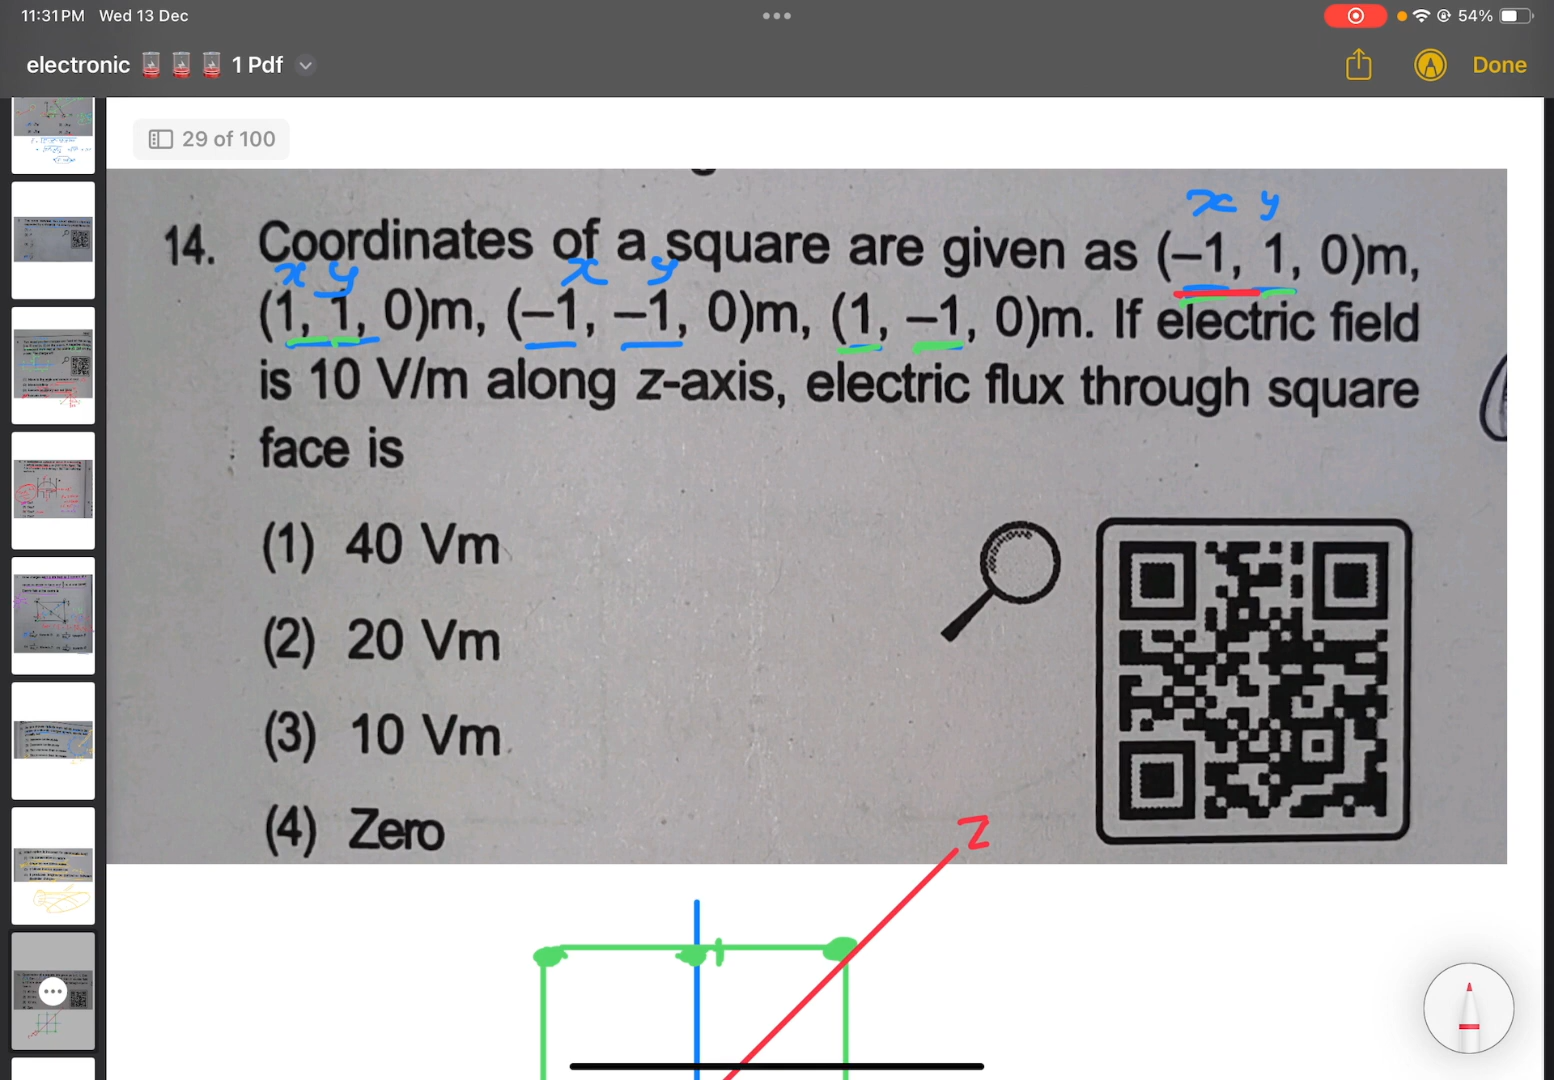 11:31PM Wed 13 Dec
54%
electronic 1 Pdf
Done
29 of 100
x y
14. Coordinates of a square are given as (–1, 1, 0)m,
x y x y
(1, 1, 0)m, (–1, –1, 0)m, (1, –1, 0)m. If electric field
is 10 V/m along z-axis, electric flux through square
face is
(1) 40 Vm
(2) 20 Vm
(3) 10 Vm
(4) Zero
Z